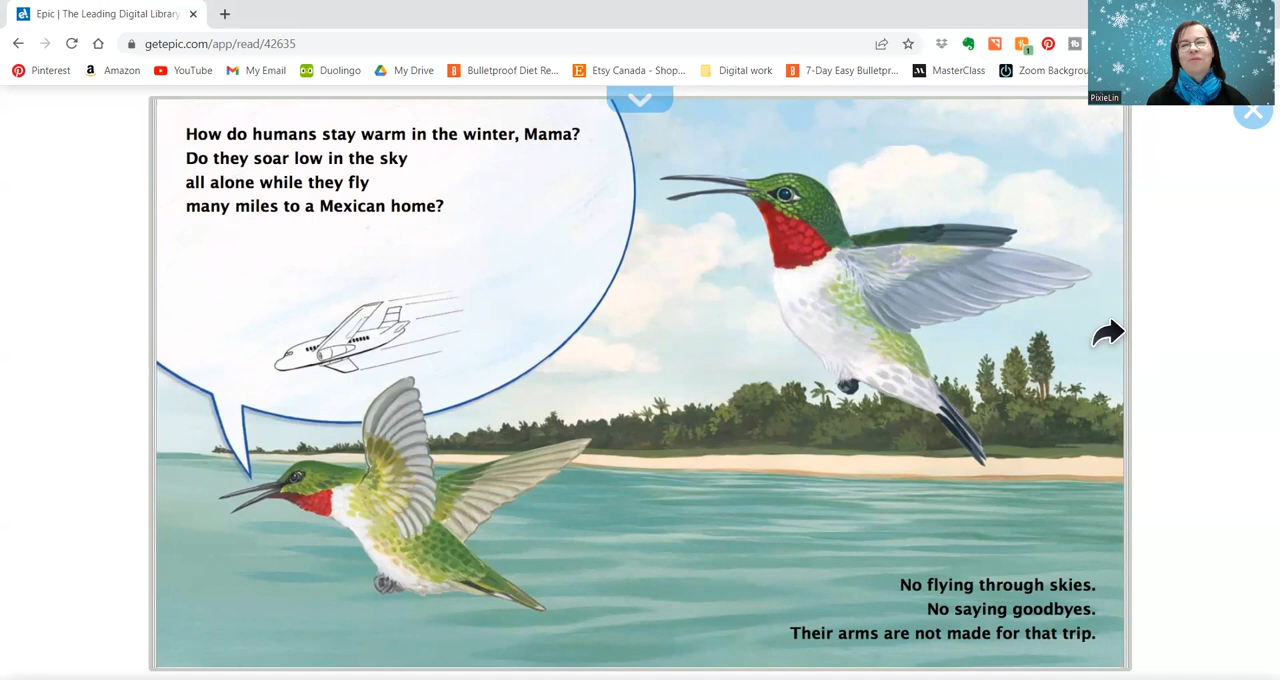 Epic | The Leading Digital Library
getepic.com/app/read/42635
Pinterest
Amazon
YouTube
My Email
Duolingo
My Drive
Bulletproof Diet Re...
Etsy Canada - Shop...
Digital work
7-Day Easy Bulletpr...
MasterClass
Zoom Backgrou
PixieLin
How do humans stay warm in the winter, Mama?
Do they soar low in the sky
all alone while they fly
many miles to a Mexican home?
No flying through skies.
No saying goodbyes.
Their arms are not made for that trip.